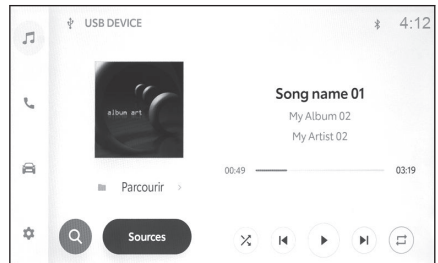 USB DEVICE
4:12
album art
Song name 01
My Album 02
My Artist 02
00:49
03:19
Parcourir
Sources